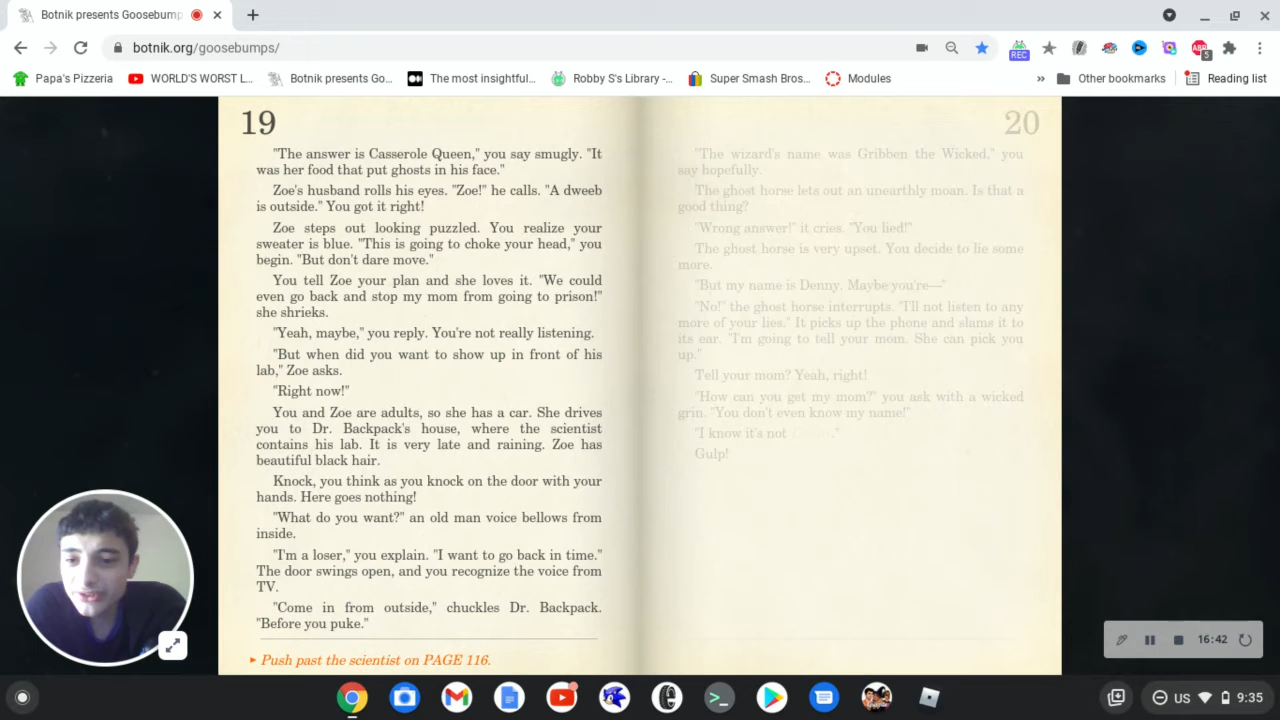 Botnik presents Goosebump
botnik.org/goosebumps/
REC
ABP
5
Papa's Pizzeria
WORLD'S WORST L...
Botnik presents Go...
The most insightful...
Robby S's Library -...
Super Smash Bros...
Modules
»
Other bookmarks
Reading list
19
"The answer is Casserole Queen," you say smugly. "It
was her food that put ghosts in his face."
Zoe's husband rolls his eyes. "Zoe!" he calls. "A dweeb
is outside." You got it right!
Zoe steps out looking puzzled. You realize your
sweater is blue. "This is going to choke your head," you
begin. "But don't dare move."
You tell Zoe your plan and she loves it. "We could
even go back and stop my mom from going to prison!"
she shrieks.
"Yeah, maybe," you reply. You're not really listening.
"But when did you want to show up in front of his
lab," Zoe asks.
"Right now!"
You and Zoe are adults, so she has a car. She drives
you to Dr. Backpack's house, where the scientist
contains his lab. It is very late and raining. Zoe has
beautiful black hair.
Knock, you think as you knock on the door with your
hands. Here goes nothing!
"What do you want?" an old man voice bellows from
inside.
"I'm a loser," you explain. "I want to go back in time."
The door swings open, and you recognize the voice from
TV.
"Come in from outside," chuckles Dr. Backpack.
"Before you puke."
▸ Push past the scientist on PAGE 116.
20
"The wizard's name was Gribben the Wicked," you
say hopefully.
The ghost horse lets out an unearthly moan. Is that a
good thing?
"Wrong answer!" it cries. "You lied!"
The ghost horse is very upset. You decide to lie some
more.
"But my name is Denny. Maybe you're—"
"No!" the ghost horse interrupts. "I'll not listen to any
more of your lies." It picks up the phone and slams it to
its ear. "I'm going to tell your mom. She can pick you
up."
Tell your mom? Yeah, right!
"How can you get my mom?" you ask with a wicked
grin. "You don't even know my name!"
"I know it's not ."
Gulp!
16:42
US
9:35